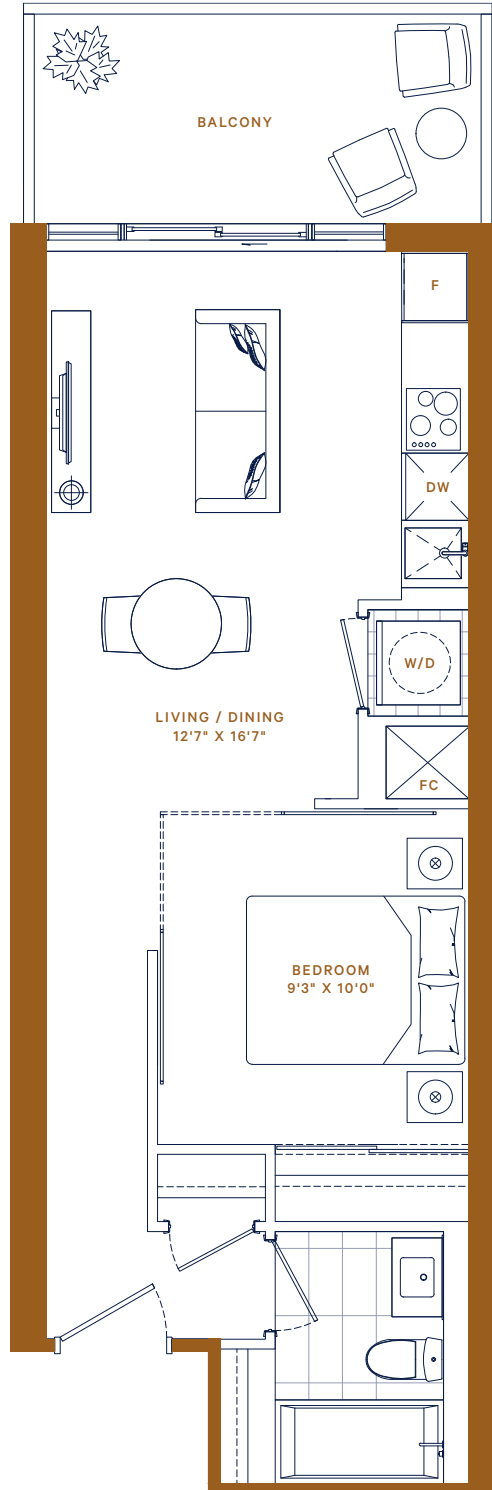 BALCONY
F
DW
W/D
LIVING / DINING
12'7" X 16'7"
FC
BEDROOM
9'3" X 10'0"